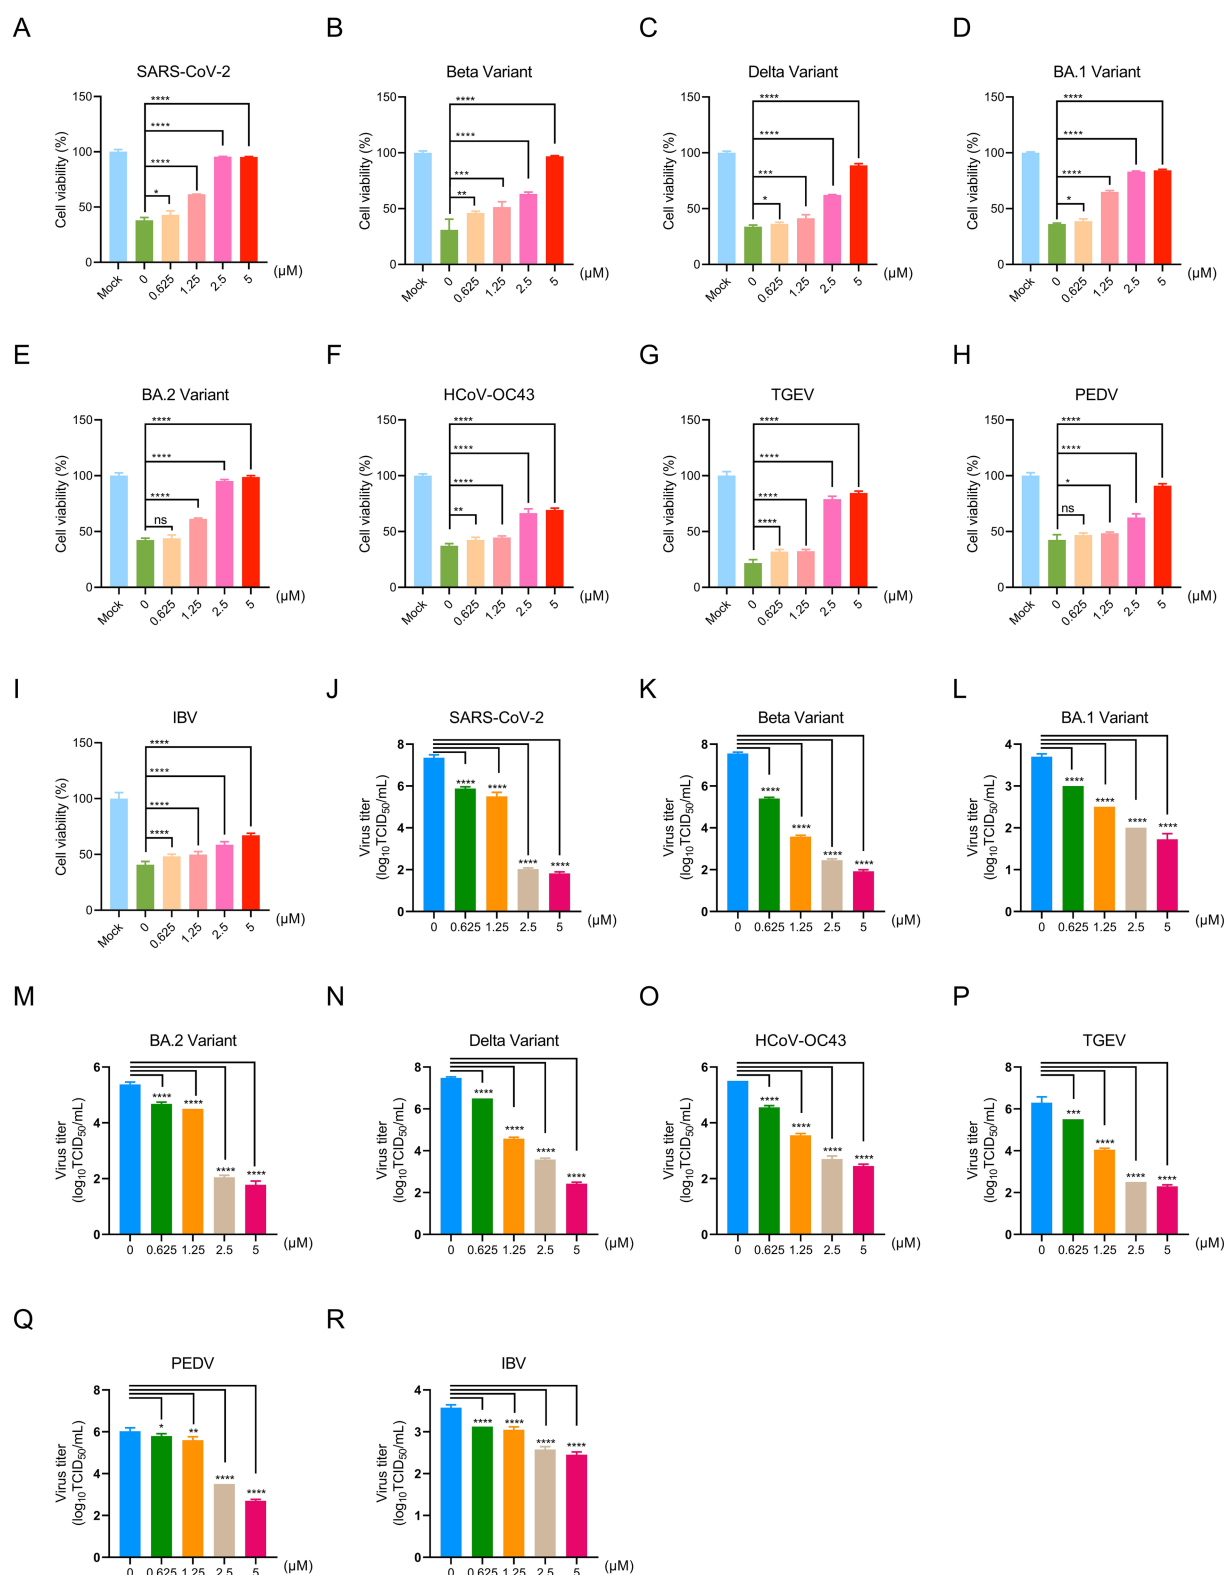 A
B
C
D
SARS-CoV-2
Beta Variant
Delta Variant
BA.1 Variant
Cell viability (%)
150
100
50
0
****
****
****
*
Mock
0
0.625
1.25
2.5
5
(μM)
Cell viability (%)
150
100
50
0
****
****
***
**
Mock
0
0.625
1.25
2.5
5
(μM)
Cell viability (%)
150
100
50
0
****
****
***
*
Mock
0
0.625
1.25
2.5
5
(μM)
Cell viability (%)
150
100
50
0
****
****
****
*
Mock
0
0.625
1.25
2.5
5
(μM)
E
F
G
H
BA.2 Variant
HCoV-OC43
TGEV
PEDV
Cell viability (%)
150
100
50
0
****
****
****
ns
Mock
0
0.625
1.25
2.5
5
(μM)
Cell viability (%)
150
100
50
0
****
****
****
**
Mock
0
0.625
1.25
2.5
5
(μM)
Cell viability (%)
150
100
50
0
****
****
****
****
Mock
0
0.625
1.25
2.5
5
(μM)
Cell viability (%)
150
100
50
0
****
****
*
ns
Mock
0
0.625
1.25
2.5
5
(μM)
I
J
K
L
IBV
SARS-CoV-2
Beta Variant
BA.1 Variant
Cell viability (%)
150
100
50
0
****
****
****
****
Mock
0
0.625
1.25
2.5
5
(μM)
Virus titer
(log10TCID50/mL)
8
6
4
2
0
****
****
****
****
0 0.625 1.25 2.5 5
(μM)
Virus titer
(log10TCID50/mL)
8
6
4
2
0
****
****
****
****
0 0.625 1.25 2.5 5
(μM)
Virus titer
(log10TCID50/mL)
4
3
2
1
0
****
****
****
****
0 0.625 1.25 2.5 5
(μM)
M
N
O
P
BA.2 Variant
Delta Variant
HCoV-OC43
TGEV
Virus titer
(log10TCID50/mL)
6
4
2
0
****
****
****
****
0 0.625 1.25 2.5 5
(μM)
Virus titer
(log10TCID50/mL)
8
6
4
2
0
****
****
****
****
0 0.625 1.25 2.5 5
(μM)
Virus titer
(log10TCID50/mL)
6
4
2
0
****
****
****
****
0 0.625 1.25 2.5 5
(μM)
Virus titer
(log10TCID50/mL)
8
6
4
2
0
***
****
****
****
0 0.625 1.25 2.5 5
(μM)
Q
R
PEDV
IBV
Virus titer
(log10TCID50/mL)
8
6
4
2
0
*
**
****
****
0 0.625 1.25 2.5 5
(μM)
Virus titer
(log10TCID50/mL)
4
3
2
1
0
****
****
****
****
0 0.625 1.25 2.5 5
(μM)